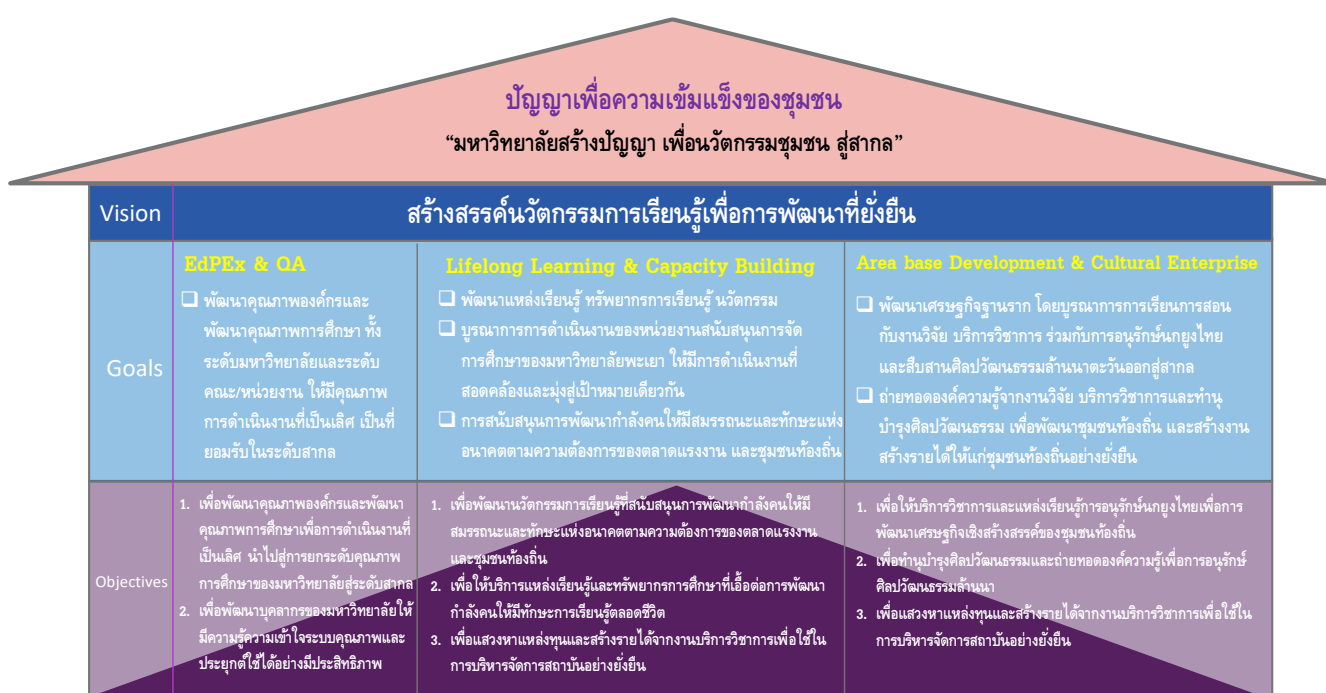 ปัญญาเพื่อความเข้มแข็งของชุมชน
“มหาวิทยาลัยสร้างปัญญา เพื่อนวัตกรรมชุมชน สู่สากล”
Vision
สร้างสรรค์นวัตกรรมการเรียนรู้เพื่อการพัฒนาที่ยั่งยืน
Goals
EdPEx & QA
❑ พัฒนาคุณภาพองค์กรและ
พัฒนาคุณภาพการศึกษา ทั้ง
ระดับมหาวิทยาลัยและระดับ
คณะ/หน่วยงาน ให้มีคุณภาพ
การดำเนินงานที่เป็นเลิศ เป็นที่
ยอมรับในระดับสากล
Lifelong Learning & Capacity Building
❑ พัฒนาแหล่งเรียนรู้ ทรัพยากรการเรียนรู้ นวัตกรรม
❑ บูรณาการการดำเนินงานของหน่วยงานสนับสนุนการจัด
การศึกษาของมหาวิทยาลัยพะเยา ให้มีการดำเนินงานที่
สอดคล้องและมุ่งสู่เป้าหมายเดียวกัน
❑ การสนับสนุนการพัฒนากำลังคนให้มีสมรรถนะและทักษะแห่ง
อนาคตตามความต้องการของตลาดแรงงาน และชุมชนท้องถิ่น
Area base Development & Cultural Enterprise
❑ พัฒนาเศรษฐกิจฐานราก โดยบูรณาการการเรียนการสอน
กับงานวิจัย บริการวิชาการ ร่วมกับการอนุรักษ์นกยูงไทย
และสืบสานศิลปวัฒนธรรมล้านนาตะวันออกสู่สากล
❑ ถ่ายทอดองค์ความรู้จากงานวิจัย บริการวิชาการและทำนุ
บำรุงศิลปวัฒนธรรม เพื่อพัฒนาชุมชนท้องถิ่น และสร้างงาน
สร้างรายได้ให้แก่ชุมชนท้องถิ่นอย่างยั่งยืน
Objectives
1. เพื่อพัฒนาคุณภาพองค์กรและพัฒนา
คุณภาพการศึกษาเพื่อการดำเนินงานที่
เป็นเลิศ นำไปสู่การยกระดับคุณภาพ
การศึกษาของมหาวิทยาลัยสู่ระดับสากล
2. เพื่อพัฒนาบุคลากรของมหาวิทยาลัยให้
มีความรู้ความเข้าใจระบบคุณภาพและ
ประยุกต์ใช้ได้อย่างมีประสิทธิภาพ
1. เพื่อพัฒนานวัตกรรมการเรียนรู้ที่สนับสนุนการพัฒนากำลังคนให้มี
สมรรถนะและทักษะแห่งอนาคตตามความต้องการของตลาดแรงงาน
และชุมชนท้องถิ่น
2. เพื่อให้บริการแหล่งเรียนรู้และทรัพยากรการศึกษาที่เอื้อต่อการพัฒนา
กำลังคนให้มีทักษะการเรียนรู้ตลอดชีวิต
3. เพื่อแสวงหาแหล่งทุนและสร้างรายได้จากงานบริการวิชาการเพื่อใช้ใน
การบริหารจัดการสถาบันอย่างยั่งยืน
1. เพื่อให้บริการวิชาการและแหล่งเรียนรู้การอนุรักษ์นกยูงไทยเพื่อการ
พัฒนาเศรษฐกิจเชิงสร้างสรรค์ของชุมชนท้องถิ่น
2. เพื่อทำนุบำรุงศิลปวัฒนธรรมและถ่ายทอดองค์ความรู้เพื่อการอนุรักษ์
ศิลปวัฒนธรรมล้านนา
3. เพื่อแสวงหาแหล่งทุนและสร้างรายได้จากงานบริการวิชาการเพื่อใช้ใน
การบริหารจัดการสถาบันอย่างยั่งยืน